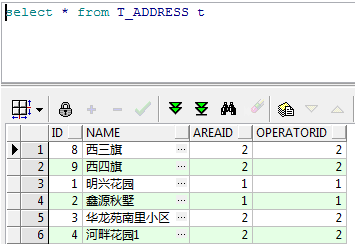 select * from T_ADDRESS t
ID NAME AREAID OPERATORID
1 8 西三旗 ... 2 2
2 9 西四旗 ... 2 2
3 1 明兴花园 ... 1 1
4 2 鑫源秋墅 ... 1 1
5 3 华龙苑南里小区 ... 2 2
6 4 河畔花园1 ... 2 2